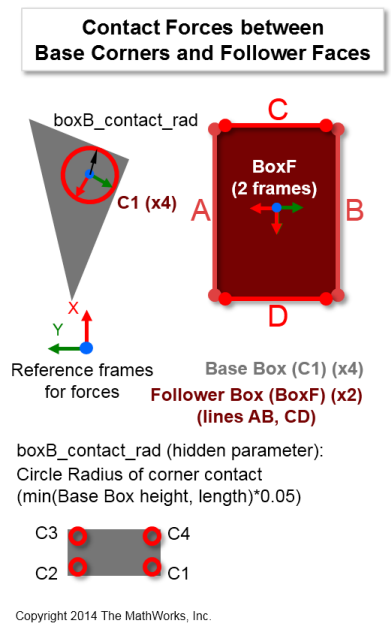 Contact Forces between
Base Corners and Follower Faces
boxB_contact_rad
C1 (x4)
C
BoxF
(2 frames)
A
B
D
X
Y
Reference frames
for forces
Base Box (C1) (x4)
Follower Box (BoxF) (x2)
(lines AB, CD)
boxB_contact_rad (hidden parameter):
Circle Radius of corner contact
(min(Base Box height, length)*0.05)
C3
C4
C2
C1
Copyright 2014 The MathWorks, Inc.